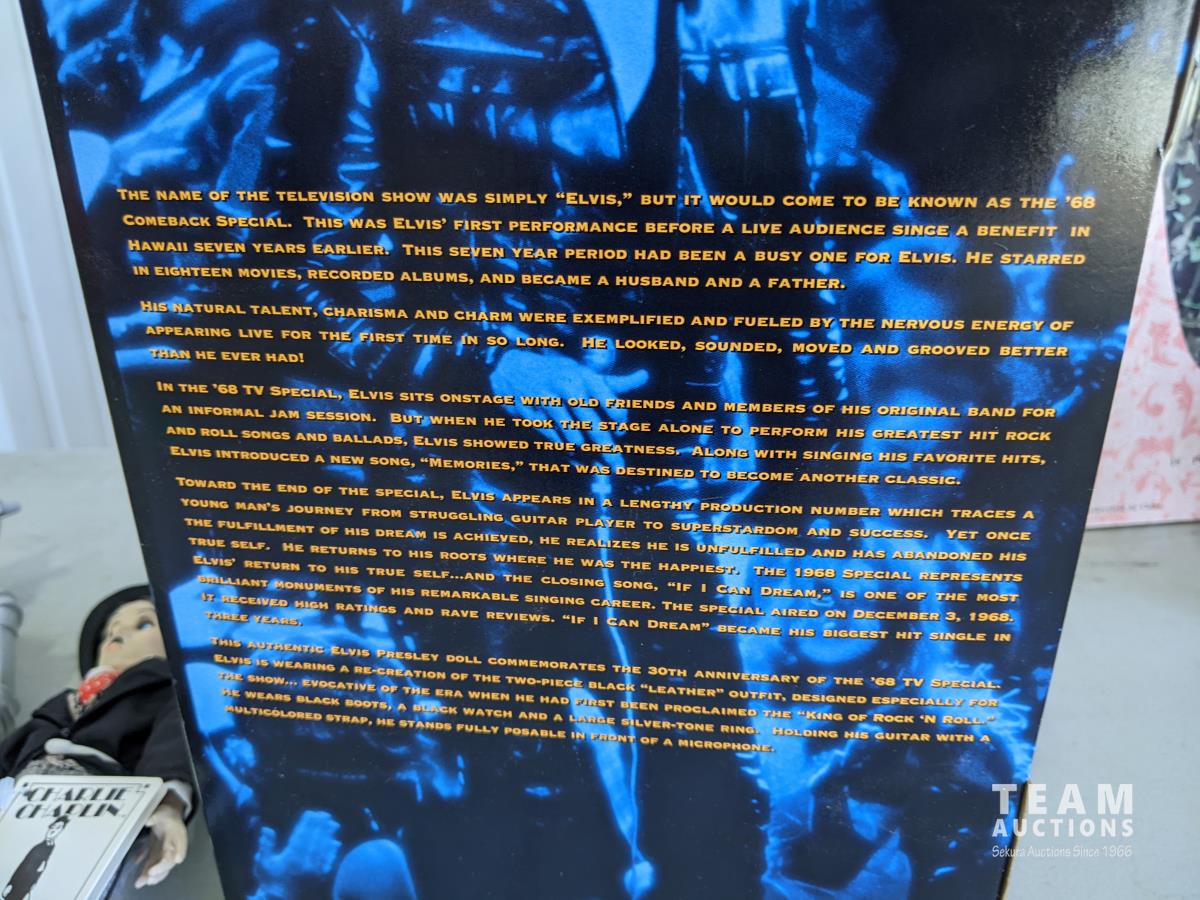 THE NAME OF THE TELEVISION SHOW WAS SIMPLY “ELVIS,” BUT IT WOULD COME TO BE KNOWN AS THE ’68
COMEBACK SPECIAL. THIS WAS ELVIS’ FIRST PERFORMANCE BEFORE A LIVE AUDIENCE SINCE A BENEFIT IN
HAWAII SEVEN YEARS EARLIER. THIS SEVEN YEAR PERIOD HAD BEEN A BUSY ONE FOR ELVIS. HE STARRED
IN EIGHTEEN MOVIES, RECORDED ALBUMS, AND BECAME A HUSBAND AND A FATHER.
HIS NATURAL TALENT, CHARISMA AND CHARM WERE EXEMPLIFIED AND FUELED BY THE NERVOUS ENERGY OF
APPEARING LIVE FOR THE FIRST TIME IN SO LONG. HE LOOKED, SOUNDED, MOVED AND GROOVED BETTER
THAN HE EVER HAD!
IN THE ’68 TV SPECIAL, ELVIS SITS ONSTAGE WITH OLD FRIENDS AND MEMBERS OF HIS ORIGINAL BAND FOR
AN INFORMAL JAM SESSION. BUT WHEN HE TOOK THE STAGE ALONE TO PERFORM HIS GREATEST HIT ROCK
AND ROLL SONGS AND BALLADS, ELVIS SHOWED TRUE GREATNESS. ALONG WITH SINGING HIS FAVORITE HITS,
ELVIS INTRODUCED A NEW SONG, “MEMORIES,” THAT WAS DESTINED TO BECOME ANOTHER CLASSIC.
TOWARD THE END OF THE SPECIAL, ELVIS APPEARS IN A LENGTHY PRODUCTION NUMBER WHICH TRACES A
YOUNG MAN’S JOURNEY FROM STRUGGLING GUITAR PLAYER TO SUPERSTARDOM AND SUCCESS. YET ONCE
THE FULFILLMENT OF HIS DREAM IS ACHIEVED, HE REALIZES HE IS UNFULFILLED AND HAS ABANDONED HIS
TRUE SELF. HE RETURNS TO HIS ROOTS WHERE HE WAS THE HAPPIEST. THE 1968 SPECIAL REPRESENTS
ELVIS’ RETURN TO HIS TRUE SELF...AND THE CLOSING SONG, “IF I CAN DREAM,” IS ONE OF THE MOST
BRILLIANT MONUMENTS OF HIS REMARKABLE SINGING CAREER. THE SPECIAL AIRED ON DECEMBER 3, 1968.
IT RECEIVED HIGH RATINGS AND RAVE REVIEWS. “IF I CAN DREAM” BECAME HIS BIGGEST HIT SINGLE IN
THREE YEARS.
THIS AUTHENTIC ELVIS PRESLEY DOLL COMMEMORATES THE 30TH ANNIVERSARY OF THE ’68 TV SPECIAL.
ELVIS IS WEARING A RE-CREATION OF THE TWO-PIECE BLACK “LEATHER” OUTFIT, DESIGNED ESPECIALLY FOR
THE SHOW... EVOCATIVE OF THE ERA WHEN HE HAD FIRST BEEN PROCLAIMED THE “KING OF ROCK ’N ROLL.”
HE WEARS BLACK BOOTS, A BLACK WATCH AND A LARGE SILVER-TONE RING. HOLDING HIS GUITAR WITH A
MULTICOLORED STRAP, HE STANDS FULLY POSABLE IN FRONT OF A MICROPHONE.
CHARLIE
CHAPLIN
TEAM
AUCTIONS
Sekura Auctions Since 1966